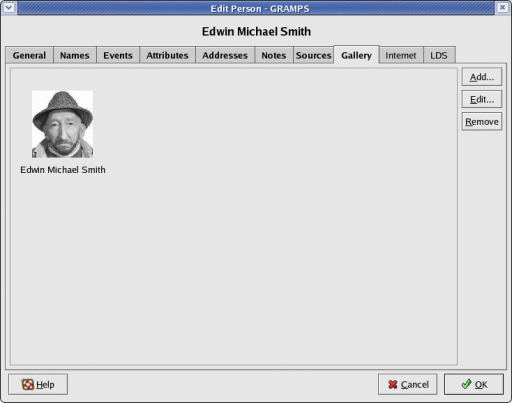 Edit Person - GRAMPS
Edwin Michael Smith
General Names Events Attributes Addresses Notes Sources Gallery Internet LDS
Add...
Edit...
Remove
Edwin Michael Smith
Help Cancel OK